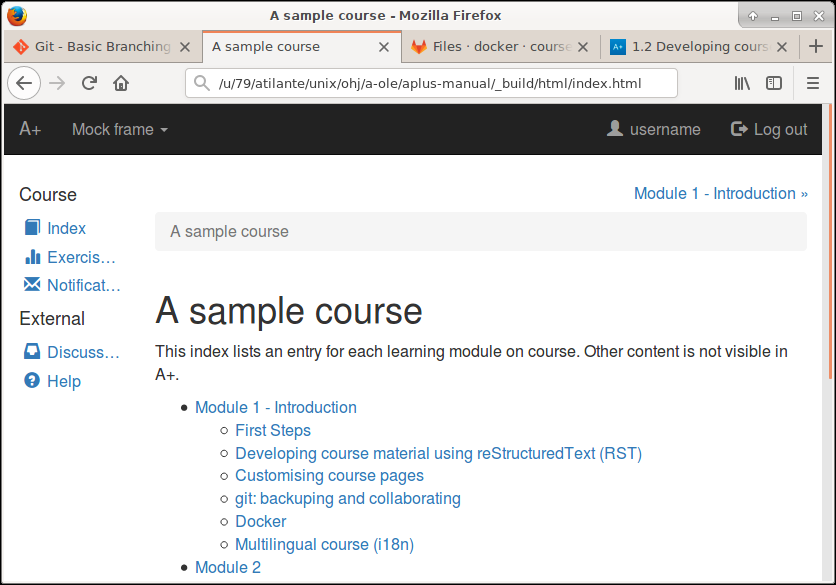 A sample course - Mozilla Firefox
Git - Basic Branching
A sample course
Files · docker · course
A+ 1.2 Developing cours
/u/79/atilante/unix/ohj/a-ole/aplus-manual/_build/html/index.html
A+ Mock frame username Log out
Course
Module 1 - Introduction »
Index
A sample course
Exercis…
Notificat…
External
Discuss…
Help
A sample course
This index lists an entry for each learning module on course. Other content is not visible in
A+.
Module 1 - Introduction
First Steps
Developing course material using reStructuredText (RST)
Customising course pages
git: backuping and collaborating
Docker
Multilingual course (i18n)
Module 2